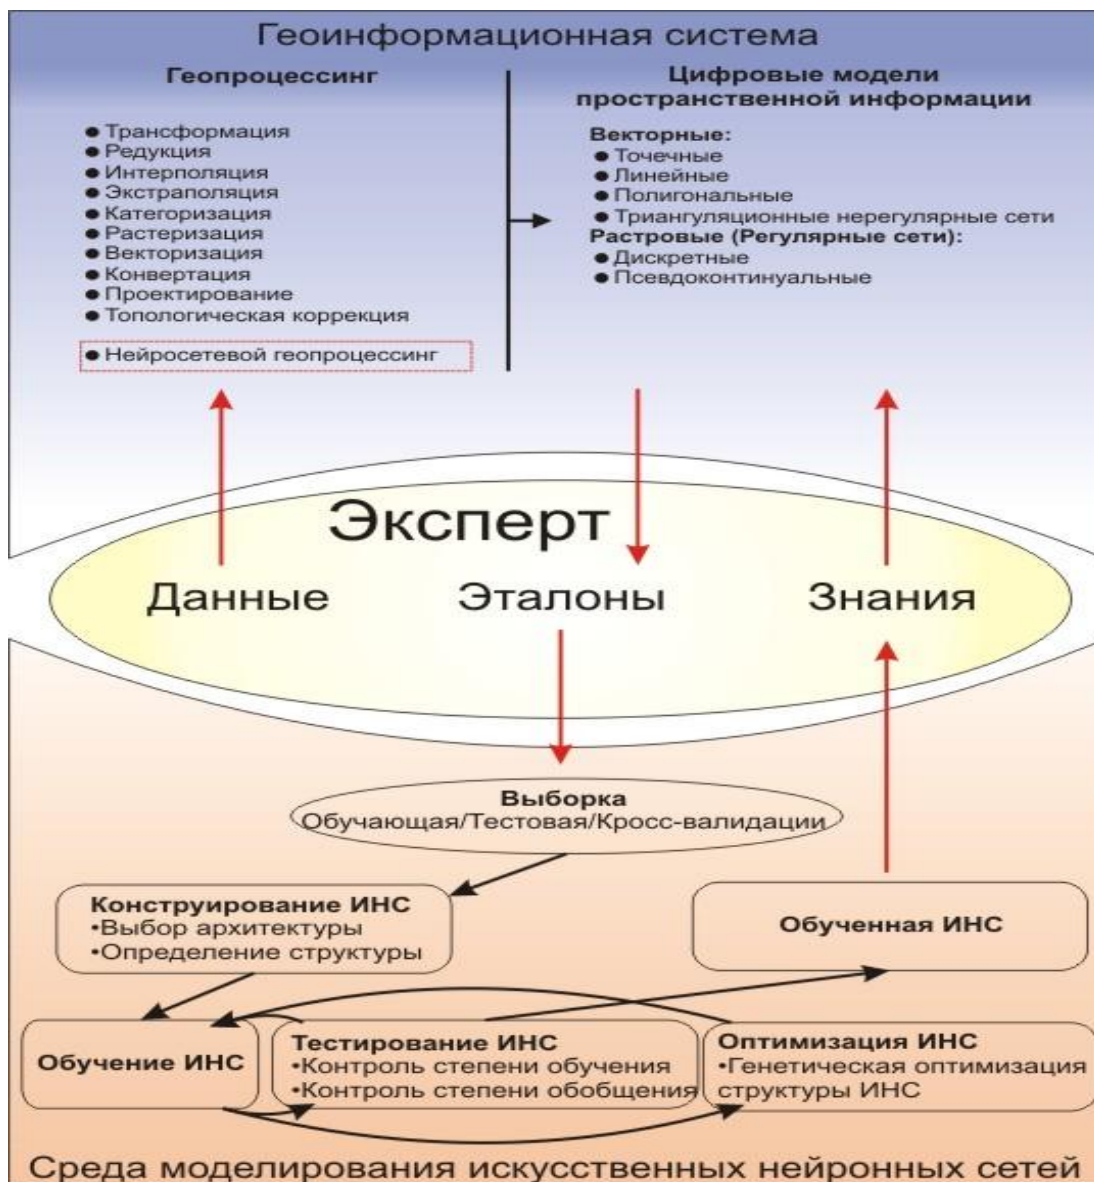 Геоинформационная система
Геопроцессинг
● Трансформация
● Редукция
● Интерполяция
● Экстраполяция
● Категоризация
● Растеризация
● Векторизация
● Конвертация
● Проектирование
● Топологическая коррекция
● Нейросетевой геопроцессинг
Цифровые модели
пространственной информации
Векторные:
● Точечные
● Линейные
● Полигональные
● Триангуляционные нерегулярные сети
Растровые (Регулярные сети):
● Дискретные
● Псевдоконтинуальные
Эксперт
Данные
Эталоны
Знания
Выборка
Обучающая/Тестовая/Кросс-валидации
Конструирование ИНС
•Выбор архитектуры
•Определение структуры
Обученная ИНС
Обучение ИНС
Тестирование ИНС
•Контроль степени обучения
•Контроль степени обобщения
Оптимизация ИНС
•Генетическая оптимизация
структуры ИНС
Среда моделирования искусственных нейронных сетей